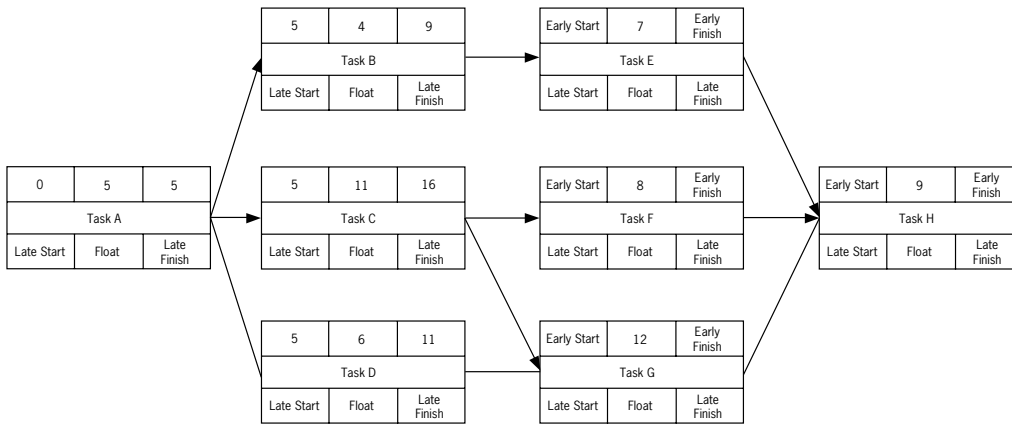 5 4 9
Task B
Late Start Float Late Finish
Early Start 7 Early Finish
Task E
Late Start Float Late Finish
0 5 5
Task A
Late Start Float Late Finish
5 11 16
Task C
Late Start Float Late Finish
Early Start 8 Early Finish
Task F
Late Start Float Late Finish
Early Start 9 Early Finish
Task H
Late Start Float Late Finish
5 6 11
Task D
Late Start Float Late Finish
Early Start 12 Early Finish
Task G
Late Start Float Late Finish